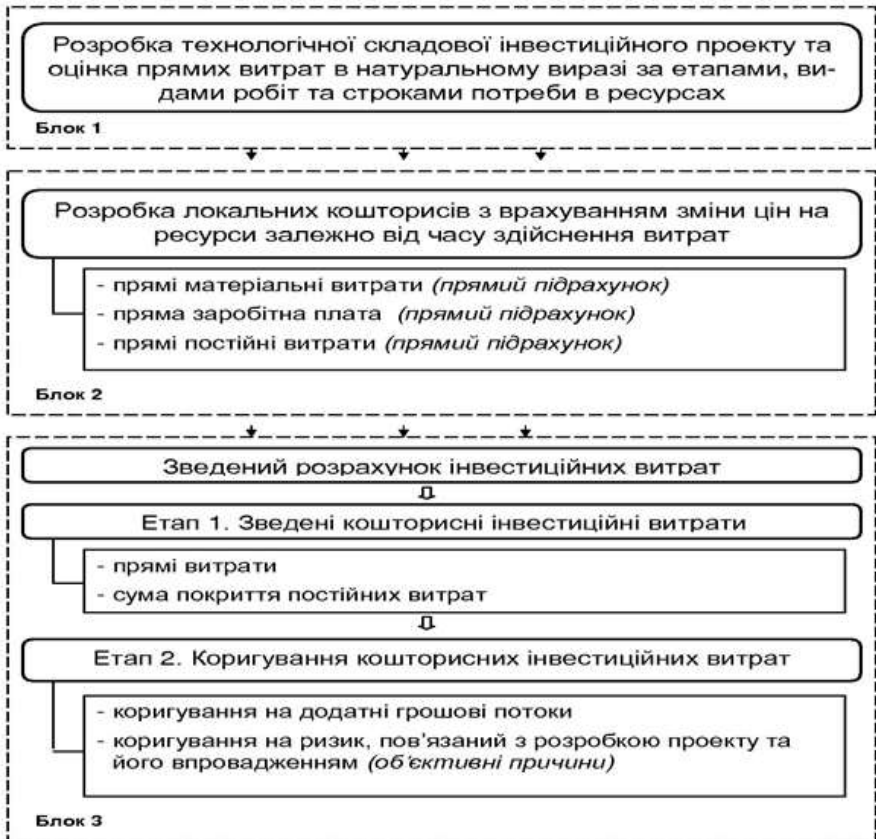 Розробка технологічної складової інвестиційного проекту та
оцінка прямих витрат в натуральному виразі за етапами, ви-
дами робіт та строками потреби в ресурсах
Блок 1
Розробка локальних кошторисів з врахуванням зміни цін на
ресурси залежно від часу здійснення витрат
- прямі матеріальні витрати (прямий підрахунок)
- пряма заробітна плата (прямий підрахунок)
- прямі постійні витрати (прямий підрахунок)
Блок 2
Зведений розрахунок інвестиційних витрат
Етап 1. Зведені кошторисні інвестиційні витрати
- прямі витрати
- сума покриття постійних витрат
Етап 2. Коригування кошторисних інвестиційних витрат
- коригування на додатні грошові потоки
- коригування на ризик, пов'язаний з розробкою проекту та
його впровадженням (об'єктивні причини)
Блок 3